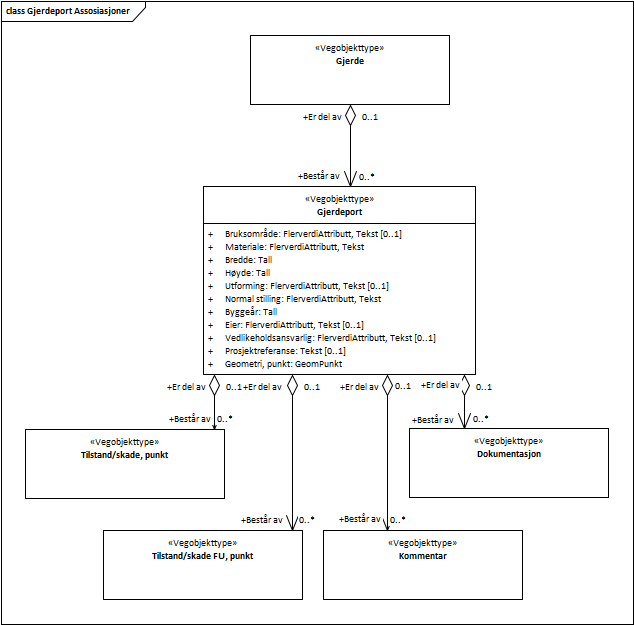 class Gjerdeport Assosiasjoner
«Vegobjekttype»
Gjerde
+Er del av 0..1
+Består av 0..*
«Vegobjekttype»
Gjerdeport
+ Bruksområde: FlerverdiAttributt, Tekst [0..1]
+ Materiale: FlerverdiAttributt, Tekst
+ Bredde: Tall
+ Høyde: Tall
+ Utforming: FlerverdiAttributt, Tekst [0..1]
+ Normal stilling: FlerverdiAttributt, Tekst
+ Byggeår: Tall
+ Eier: FlerverdiAttributt, Tekst [0..1]
+ Vedlikeholdsansvarlig: FlerverdiAttributt, Tekst [0..1]
+ Prosjektreferanse: Tekst [0..1]
+ Geometri, punkt: GeomPunkt
+Er del av 0..1 +Er del av 0..1 +Er del av 0..1 +Er del av 0..1
+Består av 0..* +Består av 0..*
«Vegobjekttype» «Vegobjekttype»
Tilstand/skade, punkt Dokumentasjon
+Består av 0..* +Består av 0..*
«Vegobjekttype» «Vegobjekttype»
Tilstand/skade FU, punkt Kommentar